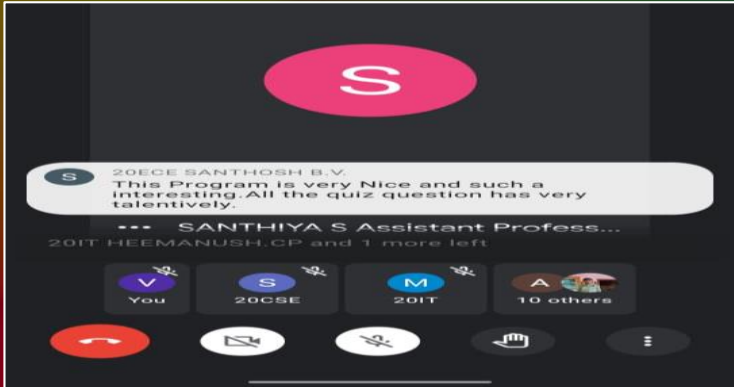 S
S
20ECE SANTHOSH B.V.
This Program is very Nice and such a
interesting.All the quiz question has very
talentively.
••• SANTHIYA S Assistant Profess...
20IT HEEMANUSH.CP and 1 more left
V
S
M
A
You
20CSE
20IT
10 others